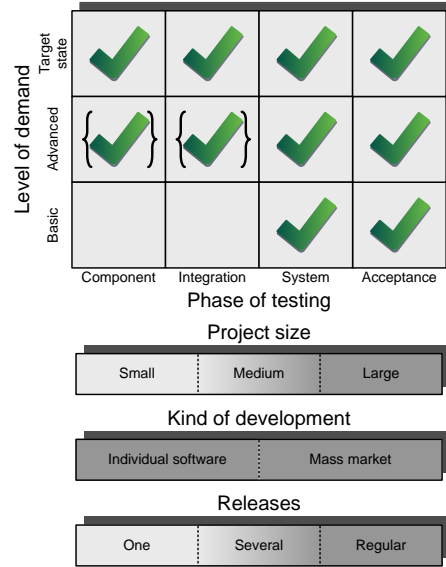 Level of demand
Target
state
Advanced
{ }
{ }
Basic
Component
Integration
System
Acceptance
Phase of testing
Project size
Small
Medium
Large
Kind of development
Individual software
Mass market
Releases
One
Several
Regular